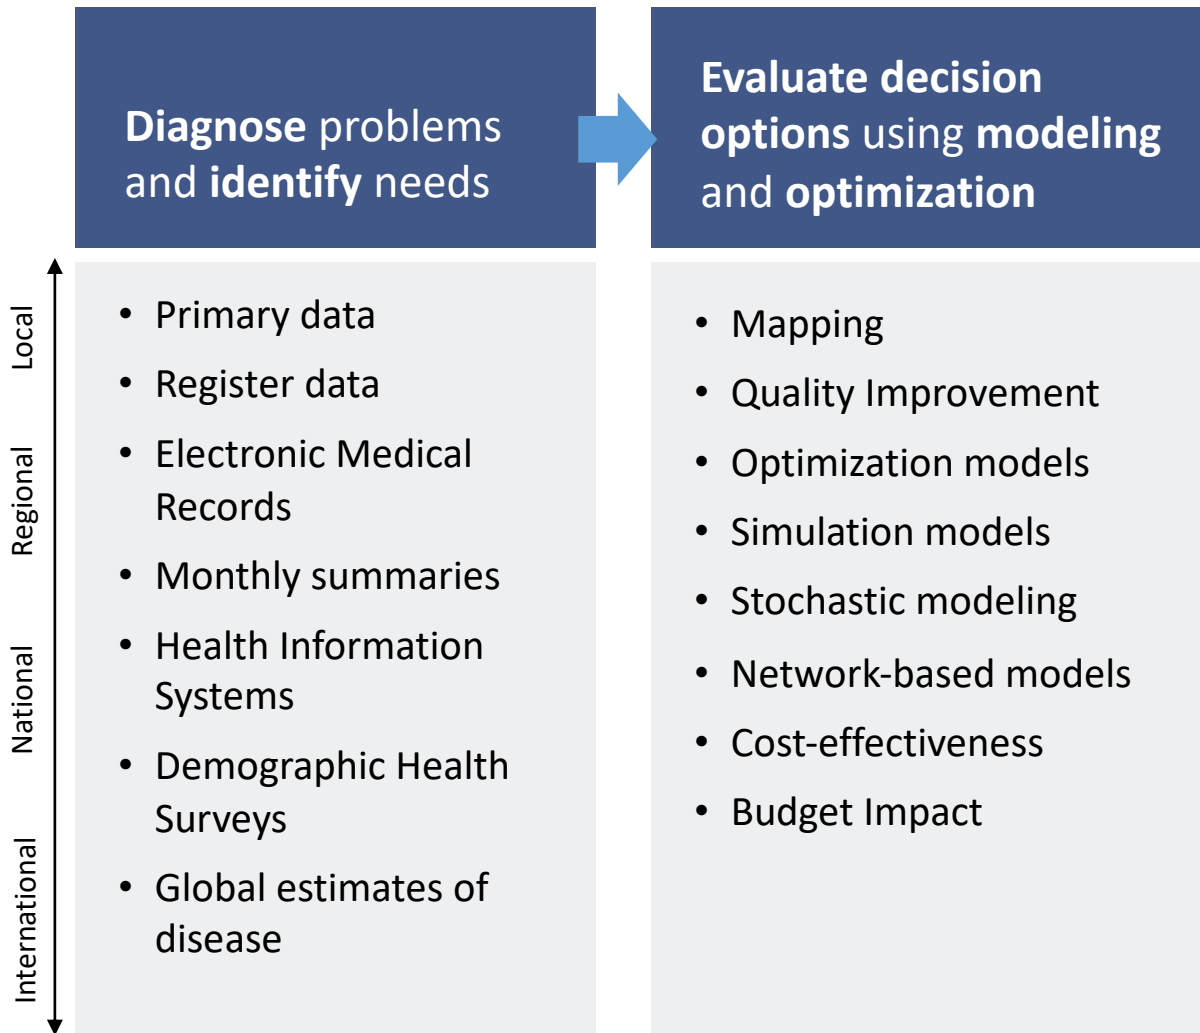 Diagnose problems
and identify needs
Evaluate decision
options using modeling
and optimization
Local
Regional
National
International
• Primary data
• Register data
• Electronic Medical
Records
• Monthly summaries
• Health Information
Systems
• Demographic Health
Surveys
• Global estimates of
disease
• Mapping
• Quality Improvement
• Optimization models
• Simulation models
• Stochastic modeling
• Network-based models
• Cost-effectiveness
• Budget Impact